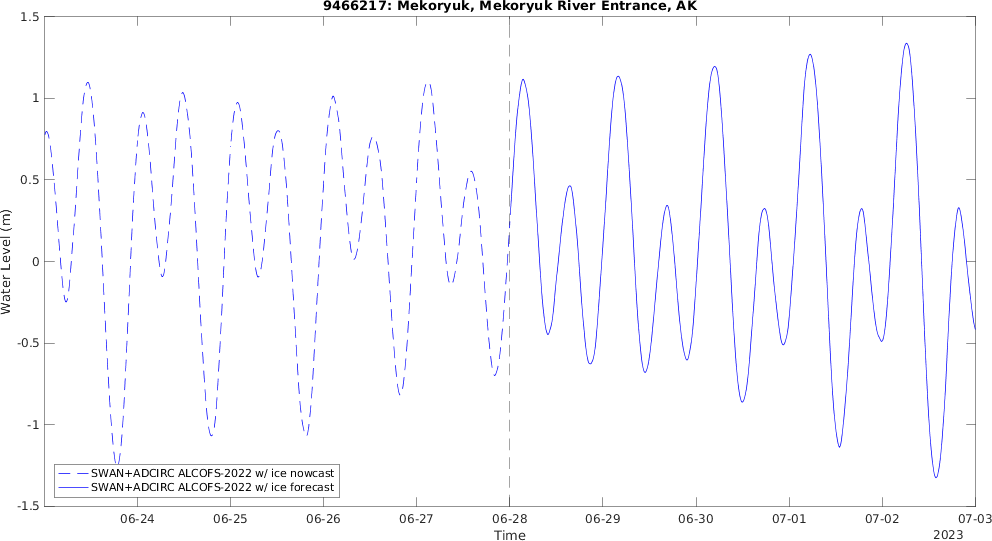 9466217: Mekoryuk, Mekoryuk River Entrance, AK
1.5
1
0.5
0
-0.5
-1
-1.5
Water Level (m)
SWAN+ADCIRC ALCOFS-2022 w/ ice nowcast
SWAN+ADCIRC ALCOFS-2022 w/ ice forecast
06-24 06-25 06-26 06-27 06-28 06-29 06-30 07-01 07-02 07-03
Time
2023